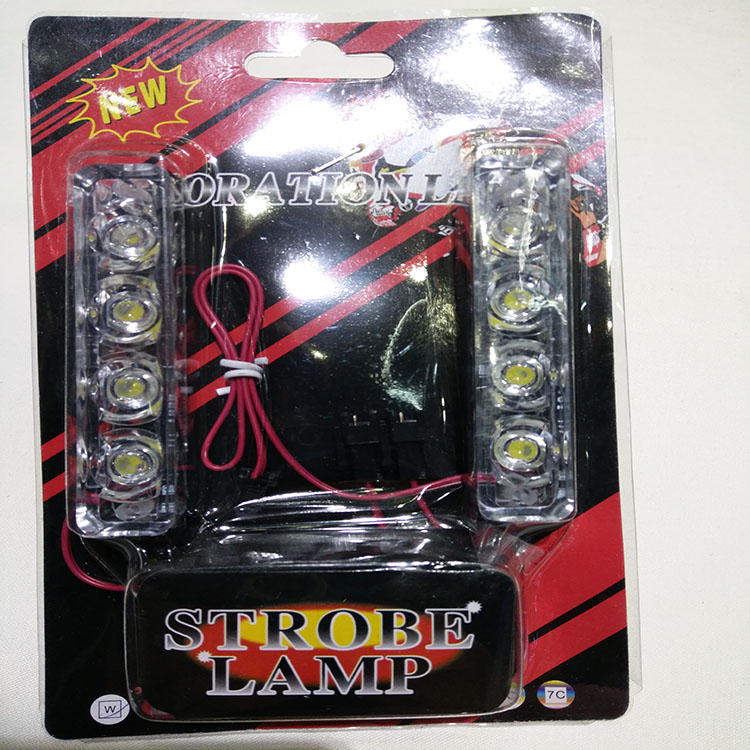 NEW
ORATION L
STROBE
LAMP
W
7C